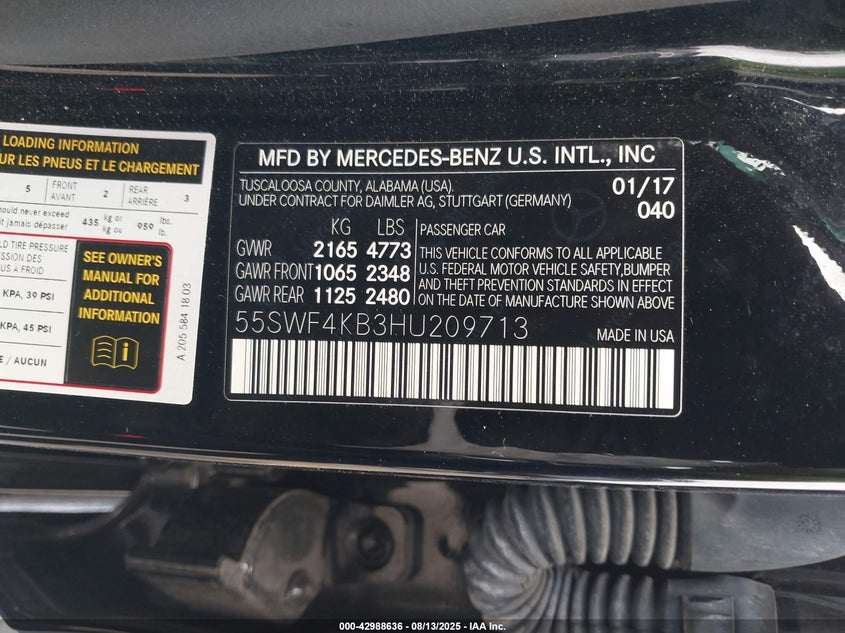 LOADING INFORMATION
UR LES PNEUS ET LE CHARGEMENT
5 FRONT AVANT 2 REAR ARRIÈRE 3
hould never exceed
it jamais dépasser 435 kg or kg ou 959 lbs. lb.
LD TIRE PRESSURE
ESSION DES
US A FROID
KPA, 39 PSI
KPA, 45 PSI
E / AUCUN
SEE OWNER'S
MANUAL FOR
ADDITIONAL
INFORMATION
A 205 584 18 03
MFD BY MERCEDES-BENZ U.S. INTL., INC
TUSCALOOSA COUNTY, ALABAMA (USA). 01/17
UNDER CONTRACT FOR DAIMLER AG, STUTTGART (GERMANY) 040
KG LBS PASSENGER CAR
GVWR 2165 4773
GAWR FRONT 1065 2348
GAWR REAR 1125 2480
THIS VEHICLE CONFORMS TO ALL APPLICABLE
U.S. FEDERAL MOTOR VEHICLE SAFETY,BUMPER
AND THEFT PREVENTION STANDARDS IN EFFECT
ON THE DATE OF MANUFACTURE SHOWN ABOVE
55SWF4KB3HU209713
MADE IN USA
000-42988636 - 08/13/2025 - IAA Inc.